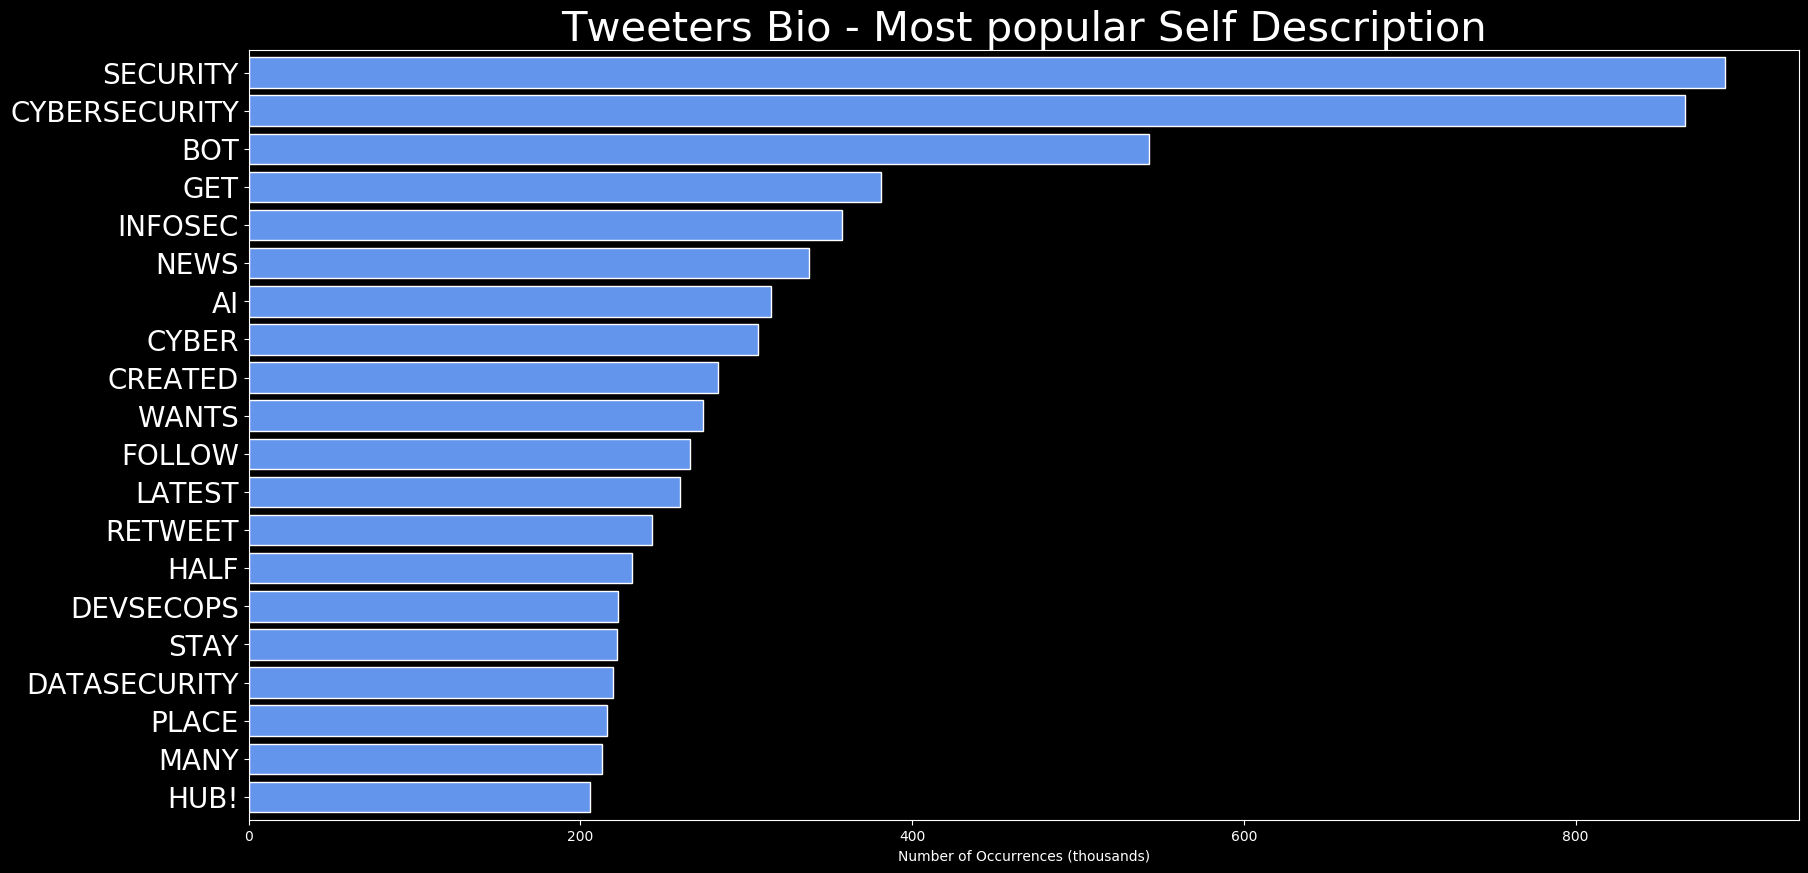 Tweeters Bio - Most popular Self Description
SECURITY
CYBERSECURITY
BOT
GET
INFOSEC
NEWS
AI
CYBER
CREATED
WANTS
FOLLOW
LATEST
RETWEET
HALF
DEVSECOPS
STAY
DATASECURITY
PLACE
MANY
HUB!
0 200 400 600 800
Number of Occurrences (thousands)